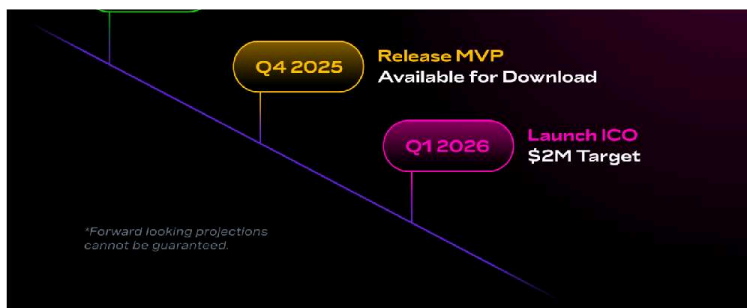 Q4 2025
Release MVP
Available for Download
Q1 2026
Launch ICO
$2M Target
*Forward looking projections
cannot be guaranteed.